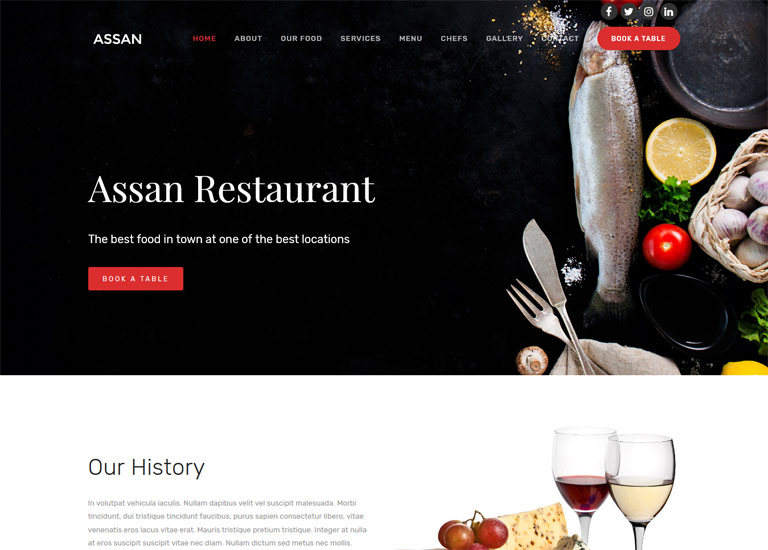 ASSAN
HOME ABOUT OUR FOOD SERVICES MENU CHEFS GALLERY CONTACT BOOK A TABLE
Assan Restaurant
The best food in town at one of the best locations
BOOK A TABLE
Our History
In volutpat vehicula iaculis. Nullam dapibus velit vel suscipit malesuada. Morbi
tincidunt, dui tristique tincidunt faucibus, purus sapien consectetur libero, vitae
venenatis eros lacus vitae erat. Mauris tristique pretium tristique. Integer at nulla
at eros suscipit suscipit vitae nec diam. Nullam dictum sed metus nec mollis.